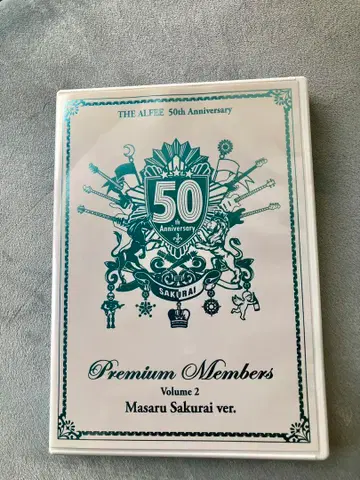 THE ALFEE 50th Anniversary
50
th
Anniversary
SAKURAI
Premium Members
Volume 2
Masaru Sakurai ver.